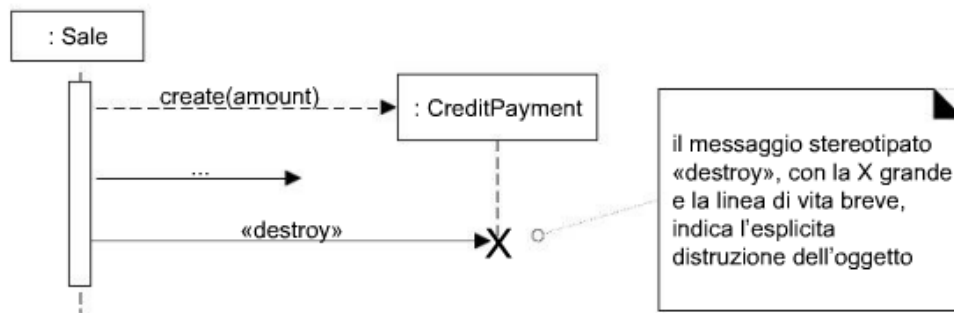 : Sale
create(amount)
: CreditPayment
...
«destroy»
X
il messaggio stereotipato
«destroy», con la X grande
e la linea di vita breve,
indica l'esplicita
distruzione dell'oggetto